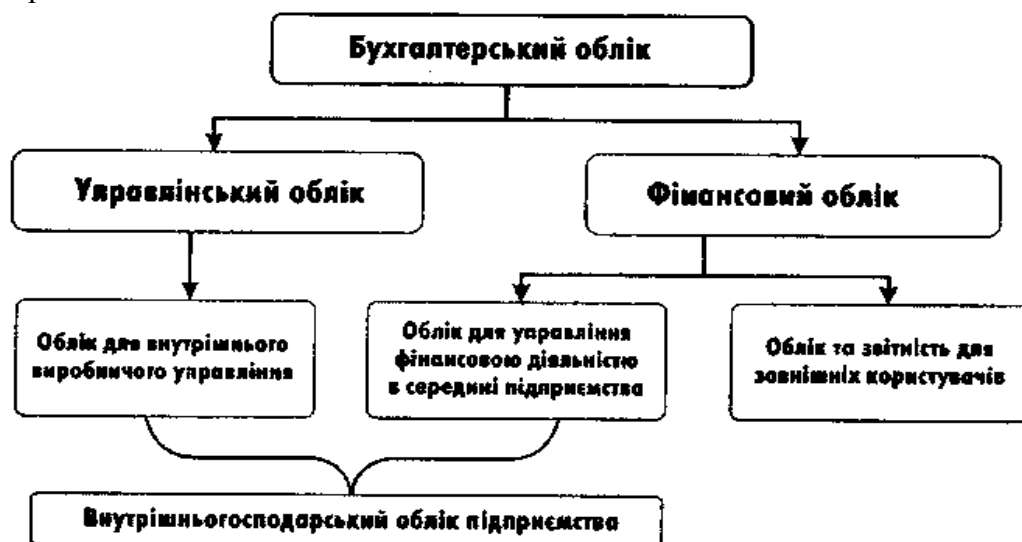 Бухгалтерський облік
Управлінський облік
Фінансовий облік
Облік для внутрішнього
виробничого управління
Облік для управління
фінансовою діяльністю
в середині підприємства
Облік та звітність для
зовнішніх користувачів
Внутрішньогосподарський облік підприємства